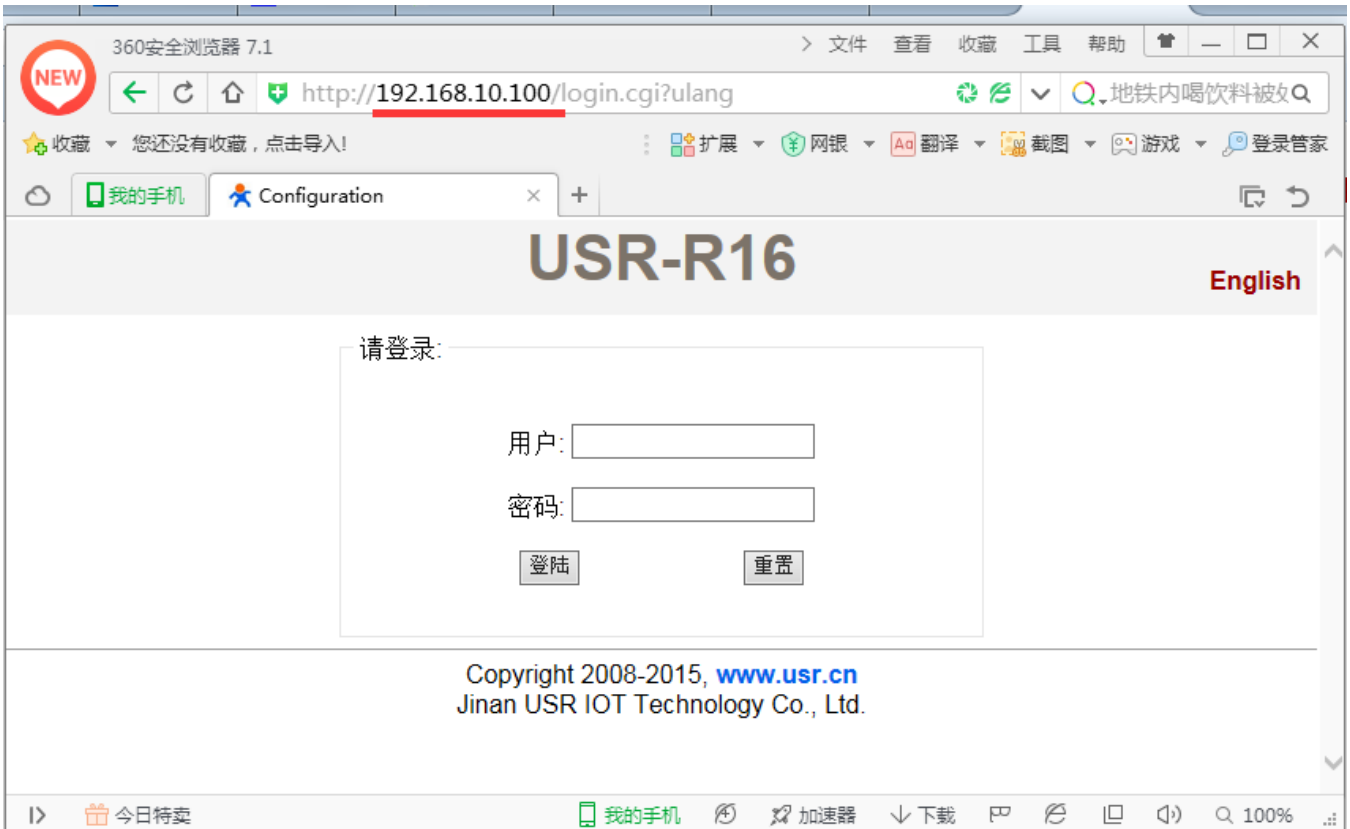 360安全浏览器 7.1
文件 查看 收藏 工具 帮助
NEW
http://192.168.10.100/login.cgi?ulang
地铁内喝饮料被
收藏 您还没有收藏，点击导入!
扩展 网银 翻译 截图 游戏 登录管家
我的手机 Configuration
USR-R16
English
请登录:
用户:
密码:
登陆 重置
Copyright 2008-2015, www.usr.cn
Jinan USR IOT Technology Co., Ltd.
今日特卖 我的手机 加速器 下载 100%